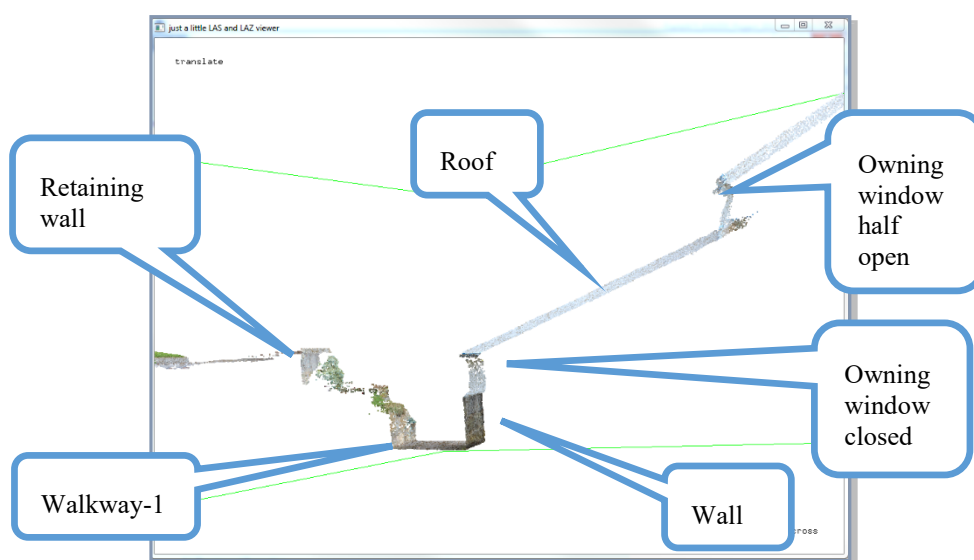 just a little LAS and LAZ viewer
translate
Roof
Owning
window
half
open
Retaining
wall
Owning
window
closed
Walkway-1
Wall
cross